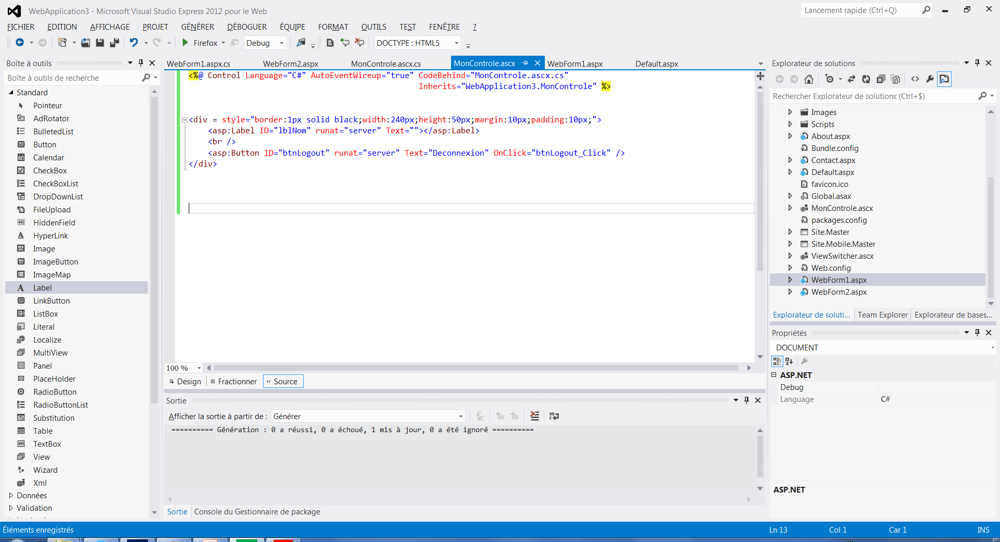 WebApplication3 - Microsoft Visual Studio Express 2012 pour le Web
Lancement rapide (Ctrl+Q)
FICHIER EDITION AFFICHAGE PROJET GÉNÉRER DÉBOGUER ÉQUIPE FORMAT OUTILS TEST FENÊTRE ?
Firefox Debug DOCTYPE : HTML5
Boîte à outils
Boîte à outils de recherche
Standard
Pointeur
AdRotator
BulletedList
Button
Calendar
CheckBox
CheckBoxList
DropDownList
FileUpload
HiddenField
HyperLink
Image
ImageButton
ImageMap
Label
LinkButton
ListBox
Literal
Localize
MultiView
Panel
PlaceHolder
RadioButton
RadioButtonList
Substitution
Table
TextBox
View
Wizard
Xml
Données
Validation
WebForm1.aspx.cs WebForm2.aspx MonControle.ascx.cs MonControle.ascx WebForm1.aspx Default.aspx
<%@ Control Language="C#" AutoEventWireup="true" CodeBehind="MonControle.ascx.cs"
Inherits="WebApplication3.MonControle" %>
<div = style="border:1px solid black;width:240px;height:50px;margin:10px;padding:10px;">
<asp:Label ID="lblNom" runat="server" Text=""></asp:Label>
<br />
<asp:Button ID="btnLogout" runat="server" Text="Deconnexion" OnClick="btnLogout_Click" />
</div>
100 %
Design Fractionner Source
Sortie
Afficher la sortie à partir de : Générer
========== Génération : 0 a réussi, 0 a échoué, 1 mis à jour, 0 a été ignoré ==========
Sortie Console du Gestionnaire de package
Explorateur de solutions
Rechercher Explorateur de solutions (Ctrl+$)
Images
Scripts
About.aspx
Bundle.config
Contact.aspx
Default.aspx
favicon.ico
Global.asax
MonControle.ascx
packages.config
Site.Master
Site.Mobile.Master
ViewSwitcher.ascx
Web.config
WebForm1.aspx
WebForm2.aspx
Explorateur de soluti... Team Explorer Explorateur de bases...
Propriétés
DOCUMENT
ASP.NET
Debug
Language C#
ASP.NET
Éléments enregistrés Ln 13 Col 1 Car 1 INS